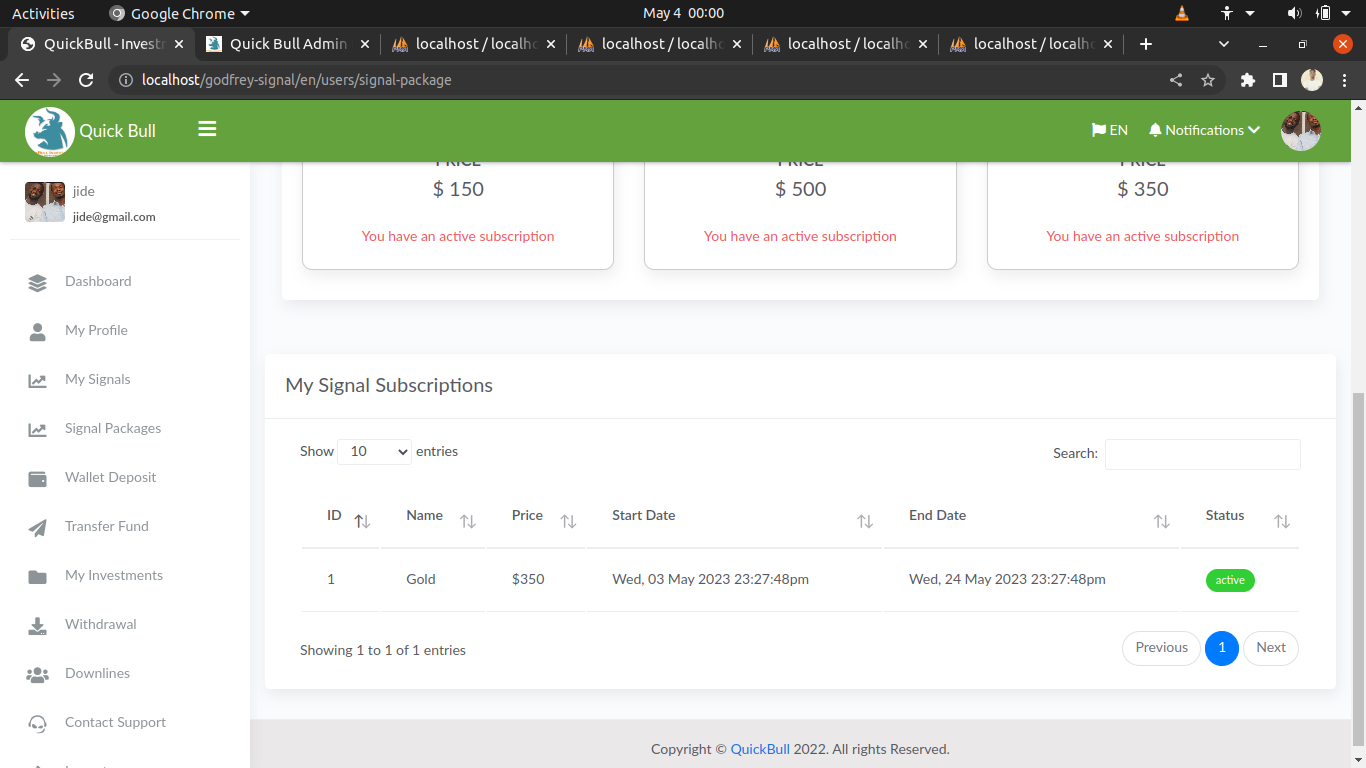 Activities Google Chrome May 4 00:00
QuickBull - Invest Quick Bull Admin localhost / localh localhost / localh localhost / localh localhost / localh
localhost/godfrey-signal/en/users/signal-package
Quick Bull EN Notifications
jide
jide@gmail.com
Dashboard
My Profile
My Signals
Signal Packages
Wallet Deposit
Transfer Fund
My Investments
Withdrawal
Downlines
Contact Support
PRICE PRICE PRICE
$ 150 $ 500 $ 350
You have an active subscription You have an active subscription You have an active subscription
My Signal Subscriptions
Show 10 entries Search:
ID Name Price Start Date End Date Status
1 Gold $350 Wed, 03 May 2023 23:27:48pm Wed, 24 May 2023 23:27:48pm active
Showing 1 to 1 of 1 entries Previous 1 Next
Copyright © QuickBull 2022. All rights Reserved.